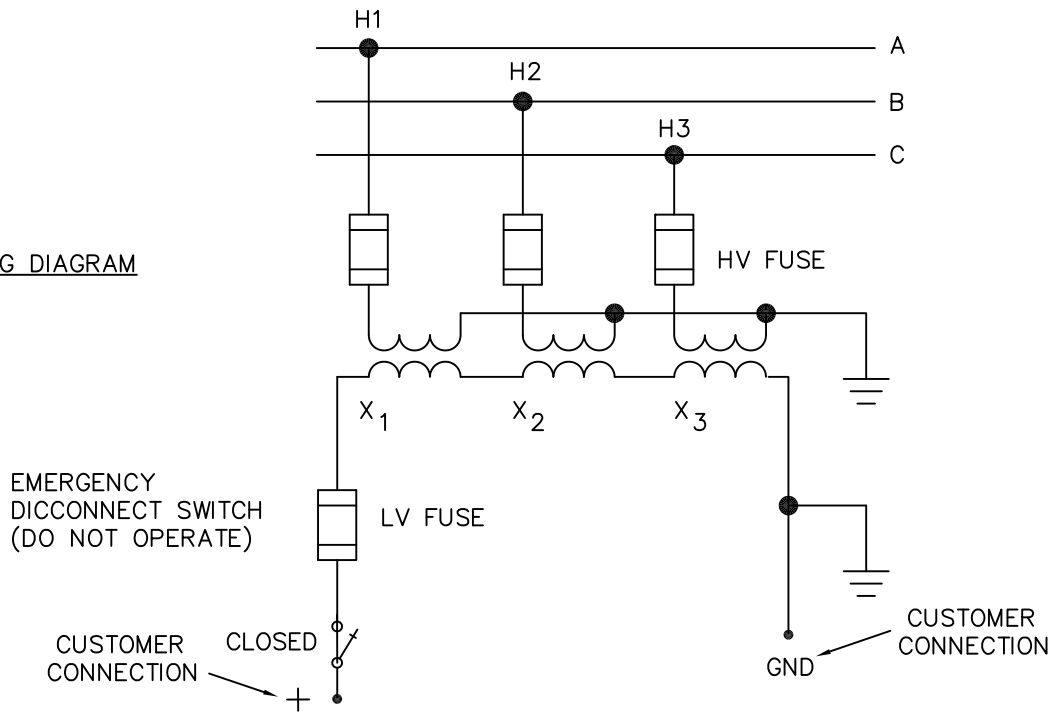 H1
A
H2
B
H3
C
G DIAGRAM
HV FUSE
X1
X2
X3
EMERGENCY
DICCONNECT SWITCH
(DO NOT OPERATE)
LV FUSE
CUSTOMER
CONNECTION
CLOSED
+
GND
CUSTOMER
CONNECTION